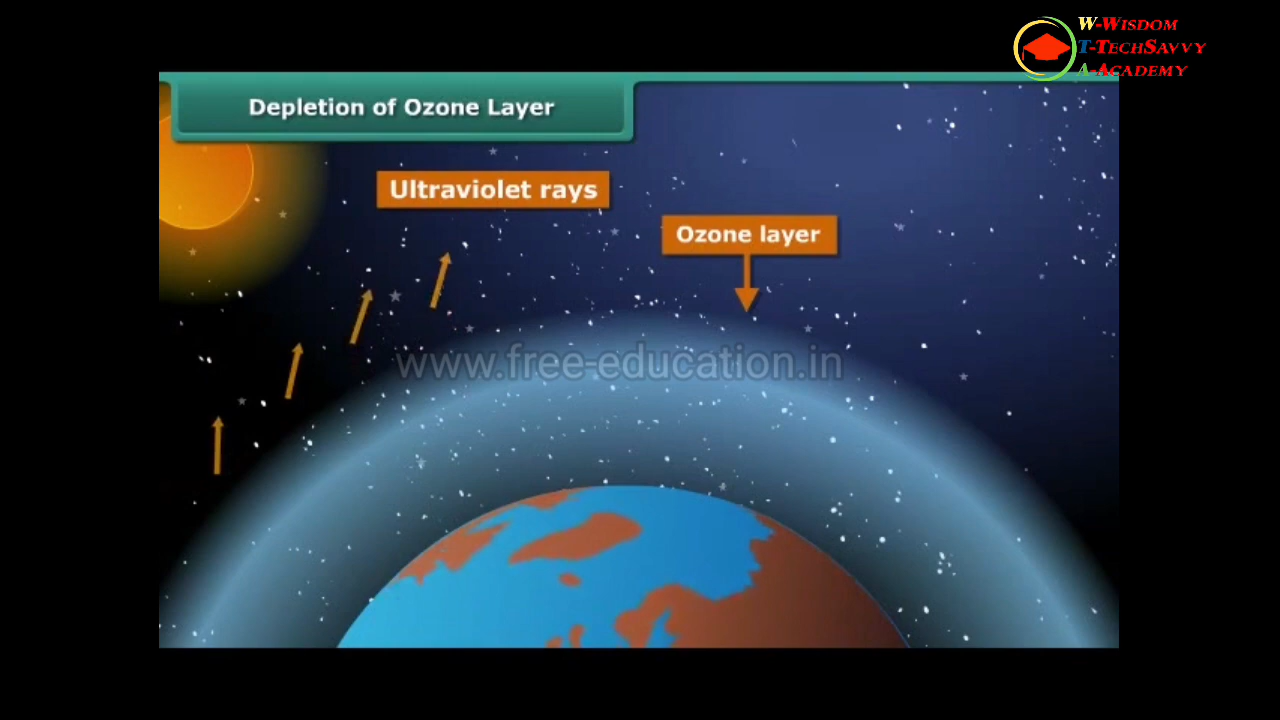 W-Wisdom
T-TechSavvy
A-Academy
Depletion of Ozone Layer
Ultraviolet rays
Ozone layer
www.free-education.in